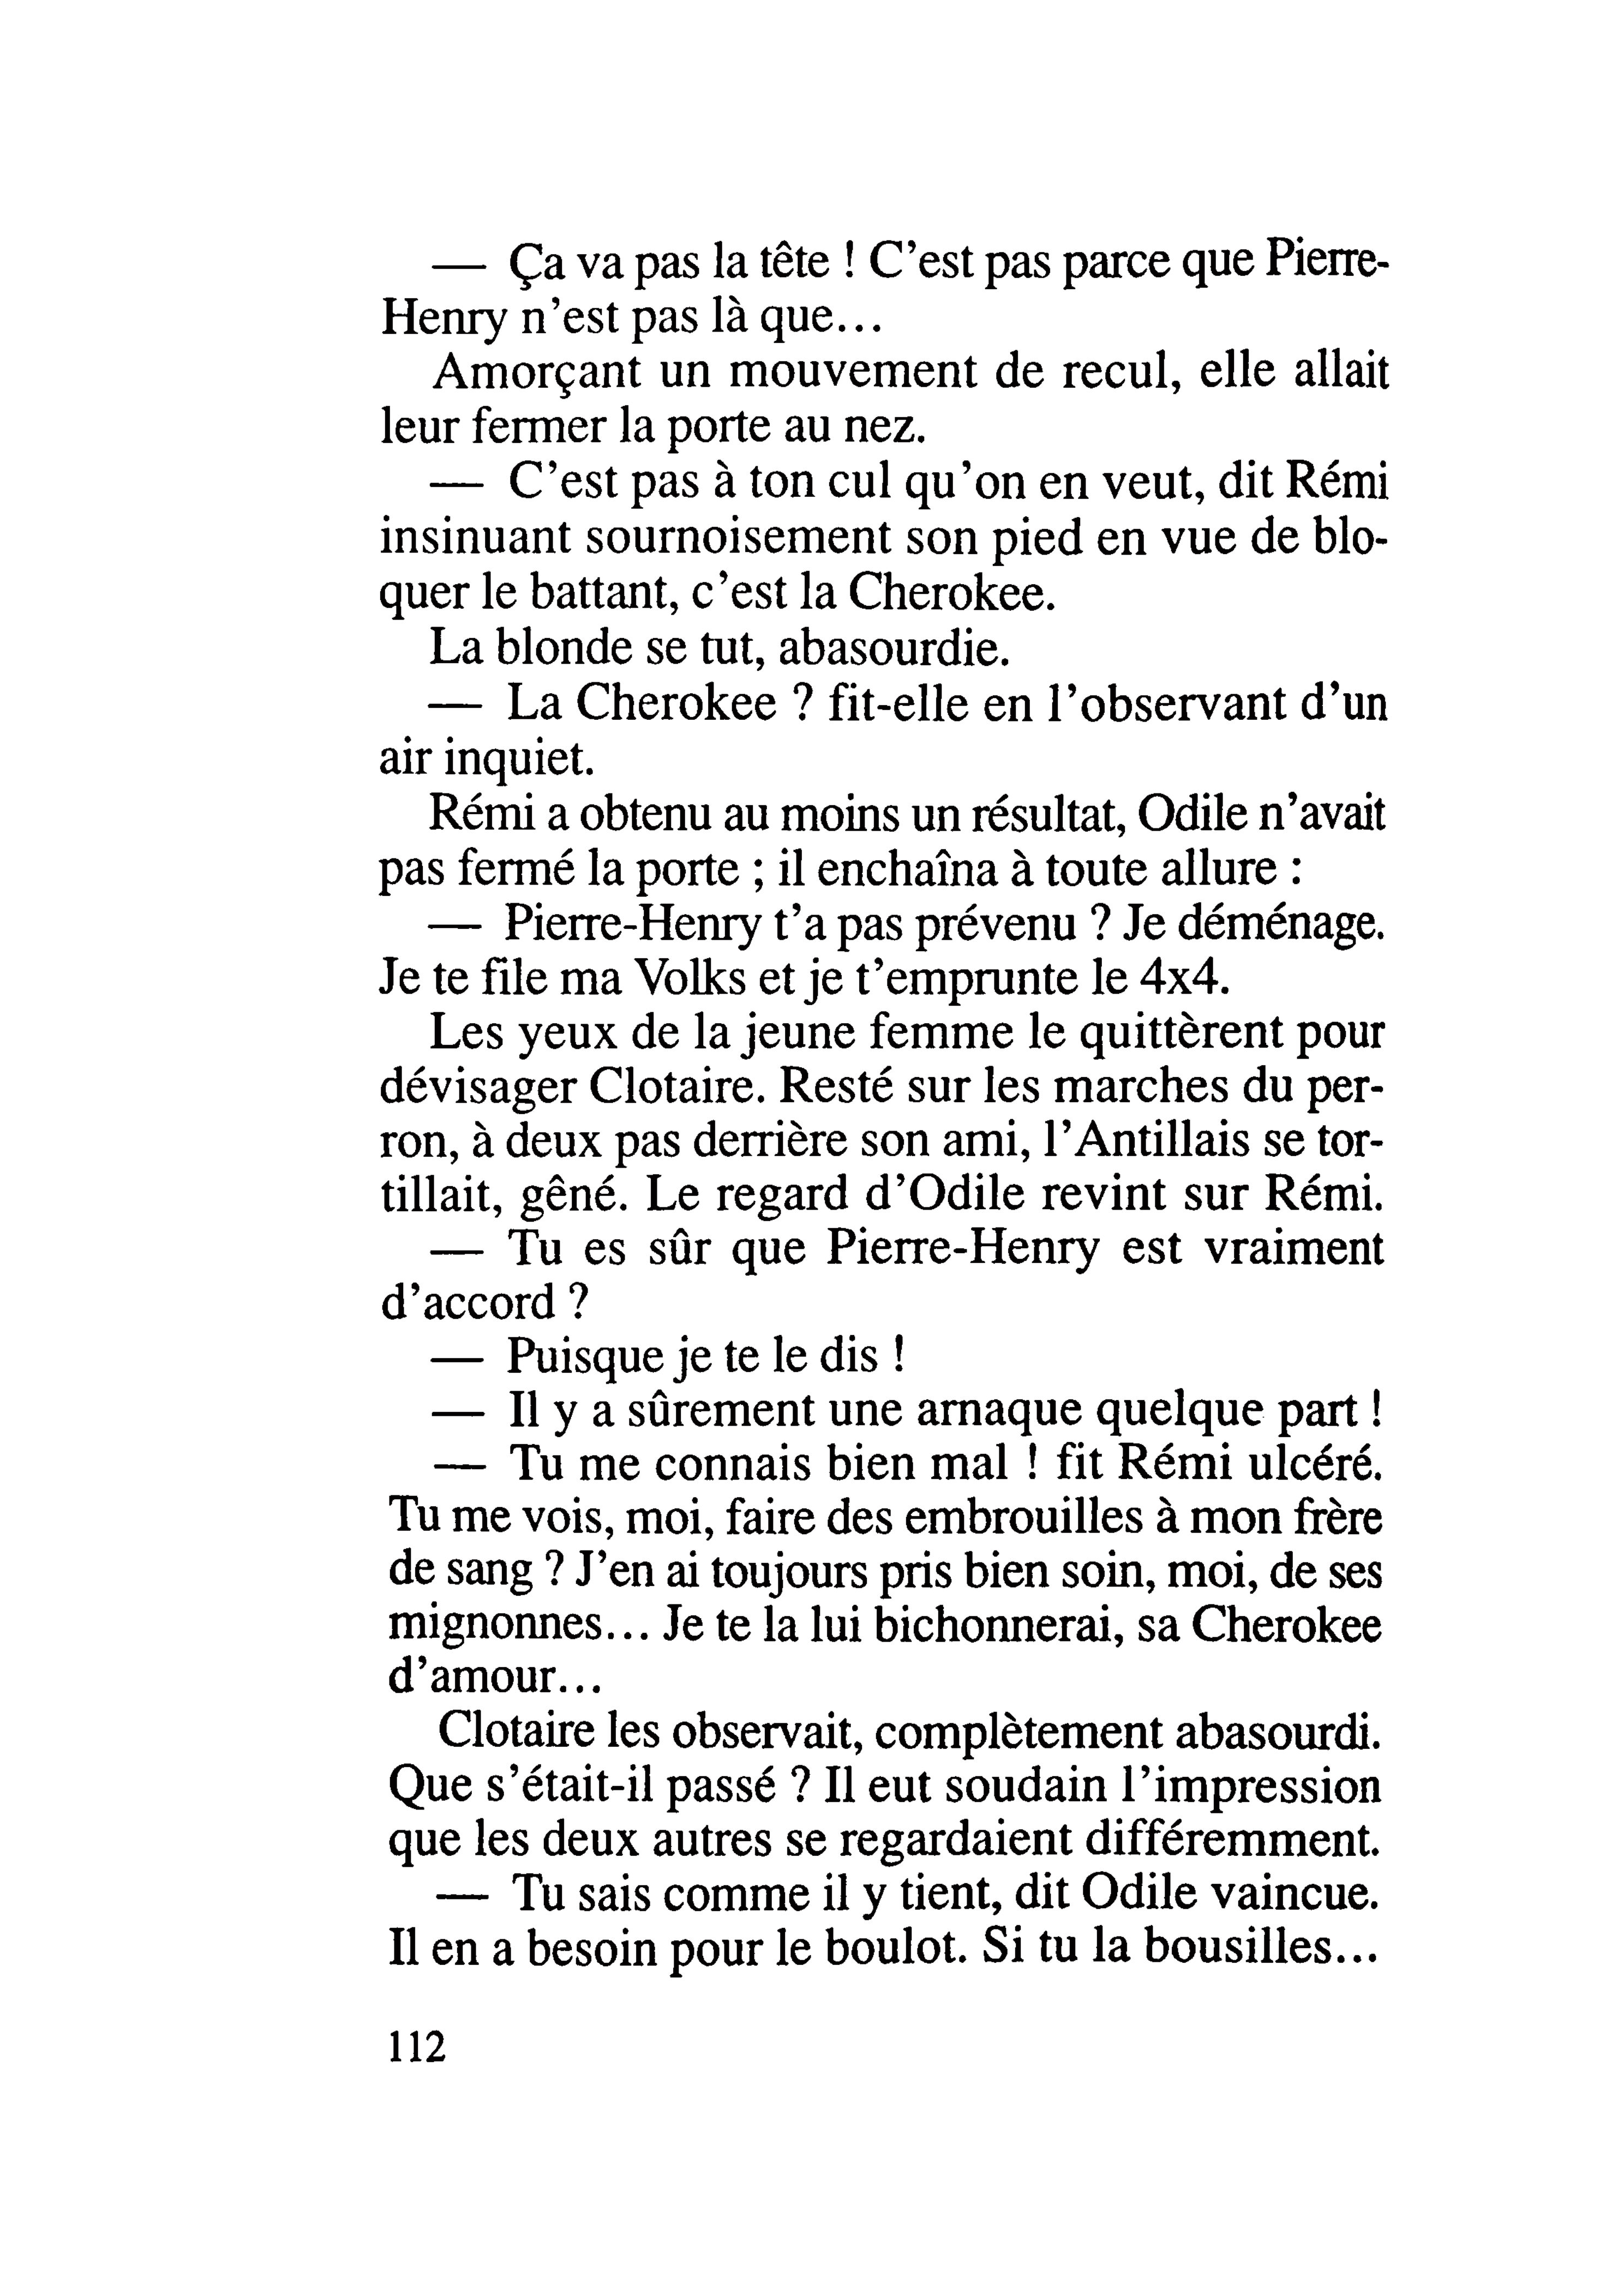 — Ça va pas la tête ! C’est pas parce que Pierre-
Henry n’est pas là que…
Amorçant un mouvement de recul, elle allait
leur fermer la porte au nez.
— C’est pas à ton cul qu’on en veut, dit Rémi
insinuant sournoisement son pied en vue de blo-
quer le battant, c’est la Cherokee.
La blonde se tut, abasourdie.
— La Cherokee ? fit-elle en l’observant d’un
air inquiet.
Rémi a obtenu au moins un résultat, Odile n’avait
pas fermé la porte ; il enchaîna à toute allure :
— Pierre-Henry t’a pas prévenu ? Je déménage.
Je te file ma Volks et je t’emprunte le 4x4.
Les yeux de la jeune femme le quittèrent pour
dévisager Clotaire. Resté sur les marches du per-
ron, à deux pas derrière son ami, l’Antillais se tor-
tillait, gêné. Le regard d’Odile revint sur Rémi.
— Tu es sûr que Pierre-Henry est vraiment
d’accord ?
— Puisque je te le dis !
— Il y a sûrement une arnaque quelque part !
— Tu me connais bien mal ! fit Rémi ulcéré.
Tu me vois, moi, faire des embrouilles à mon frère
de sang ? J’en ai toujours pris bien soin, moi, de ses
mignonnes… Je te la lui bichonnerai, sa Cherokee
d’amour…
Clotaire les observait, complètement abasourdi.
Que s’était-il passé ? Il eut soudain l’impression
que les deux autres se regardaient différemment.
— Tu sais comme il y tient, dit Odile vaincue.
Il en a besoin pour le boulot. Si tu la bousilles…
112